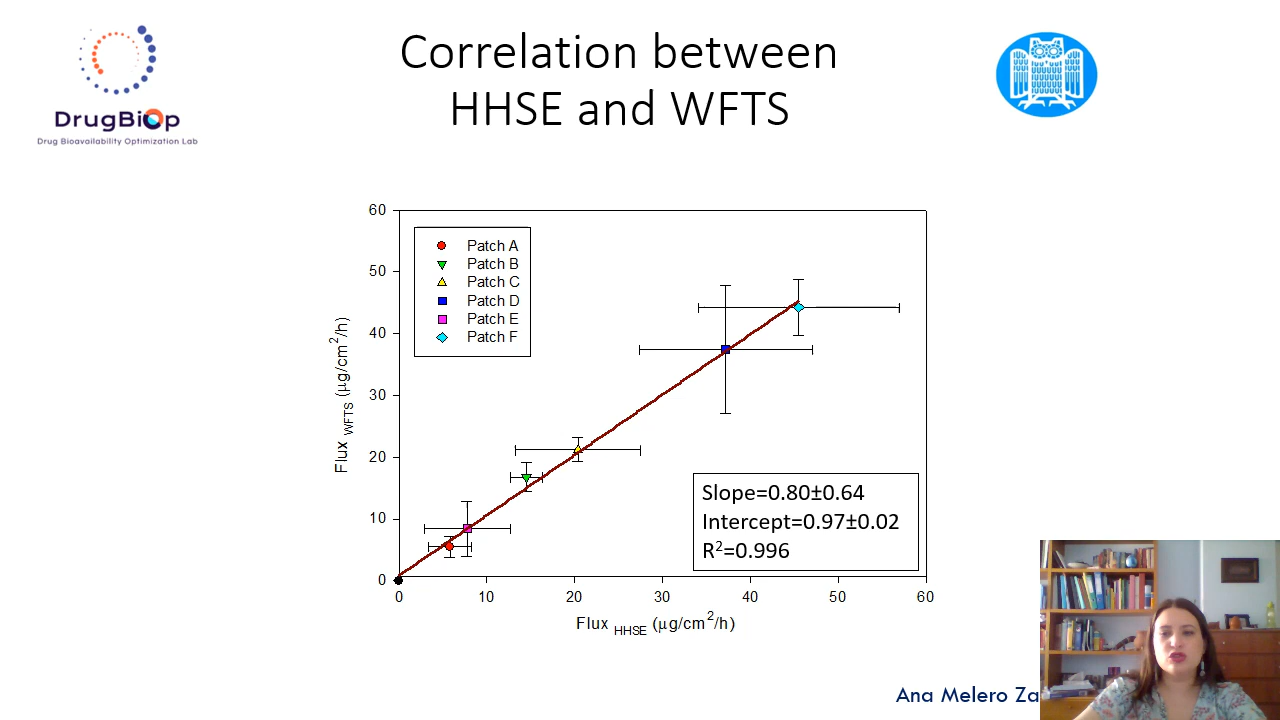 Correlation between
HHSE and WFTS
DrugBiOp
Drug Bioavailability Optimization Lab
60
50
40
30
20
10
0
Flux WFTS (µg/cm²/h)
Patch A
Patch B
Patch C
Patch D
Patch E
Patch F
Slope=0.80±0.64
Intercept=0.97±0.02
R²=0.996
0 10 20 30 40 50 60
Flux HHSE (µg/cm²/h)
Ana Melero Za